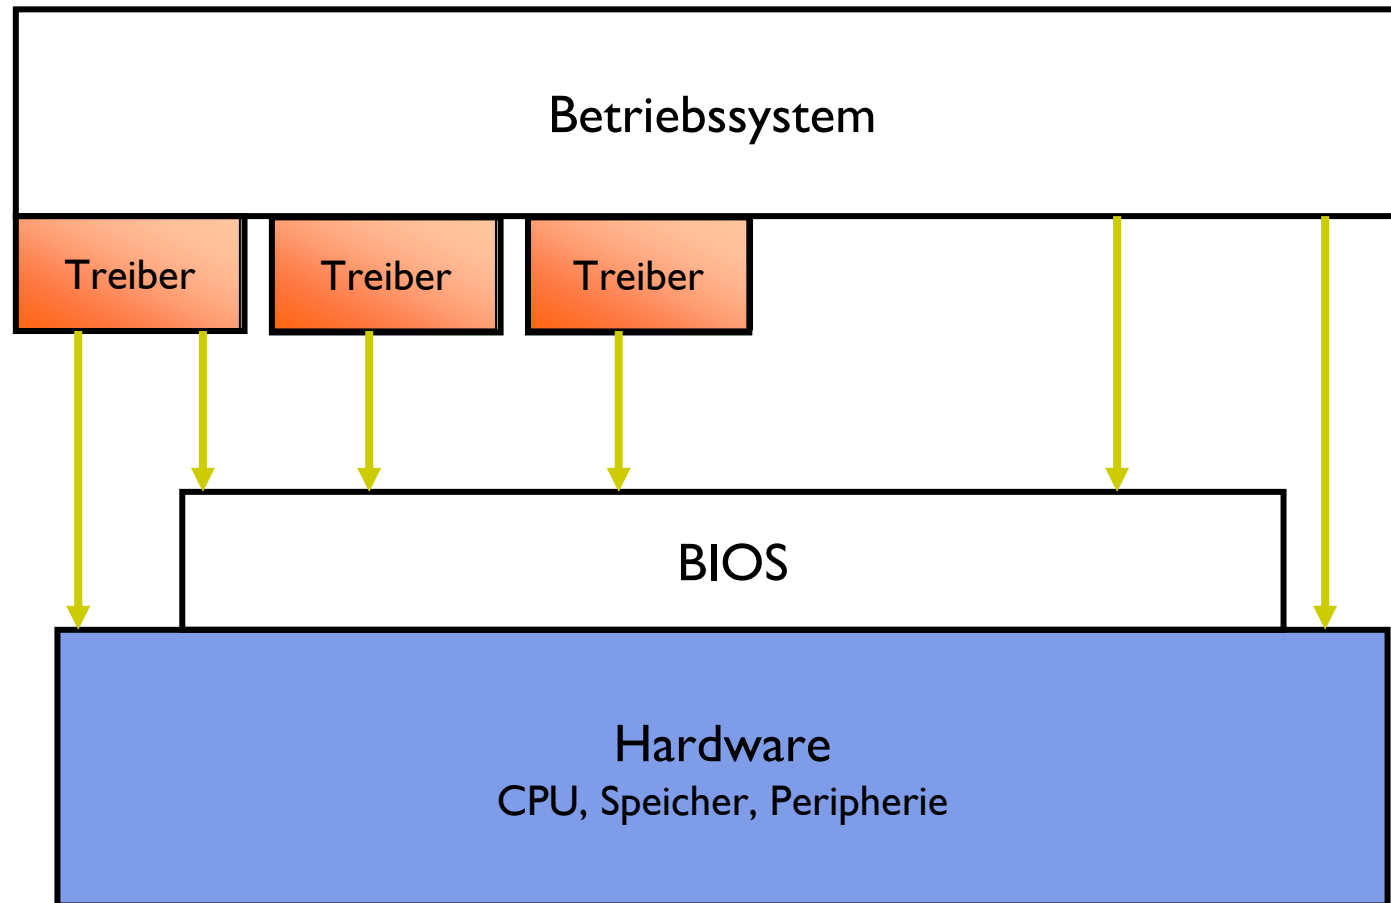 Betriebssystem
Treiber
Treiber
Treiber
BIOS
Hardware
CPU, Speicher, Peripherie